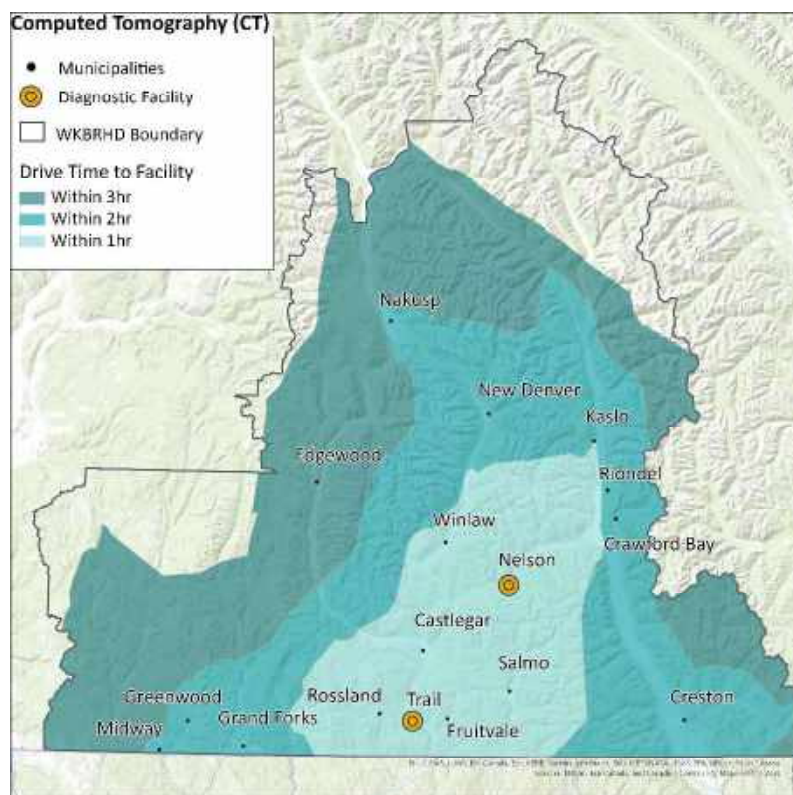 Computed Tomography (CT)
Municipalities
Diagnostic Facility
WKBRHD Boundary
Drive Time to Facility
Within 3hr
Within 2hr
Within 1hr
Nakusp
New Denver
Kaslo
Edgewood
Riondel
Winlaw
Crawford Bay
Nelson
Castlegar
Salmo
Greenwood
Rossland
Trail
Creston
Midway
Grand Forks
Fruitvale